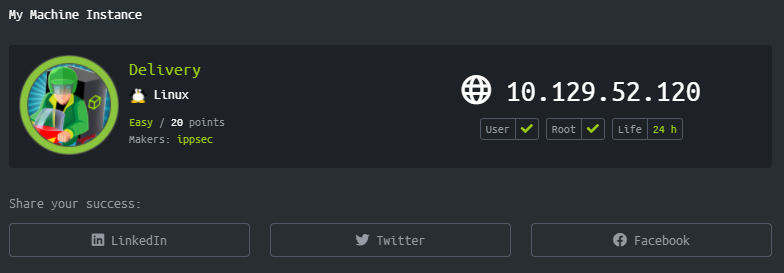 My Machine Instance
Delivery
Linux
Easy / 20 points
Makers: ippsec
10.129.52.120
User Root Life 24 h
Share your success:
LinkedIn Twitter Facebook